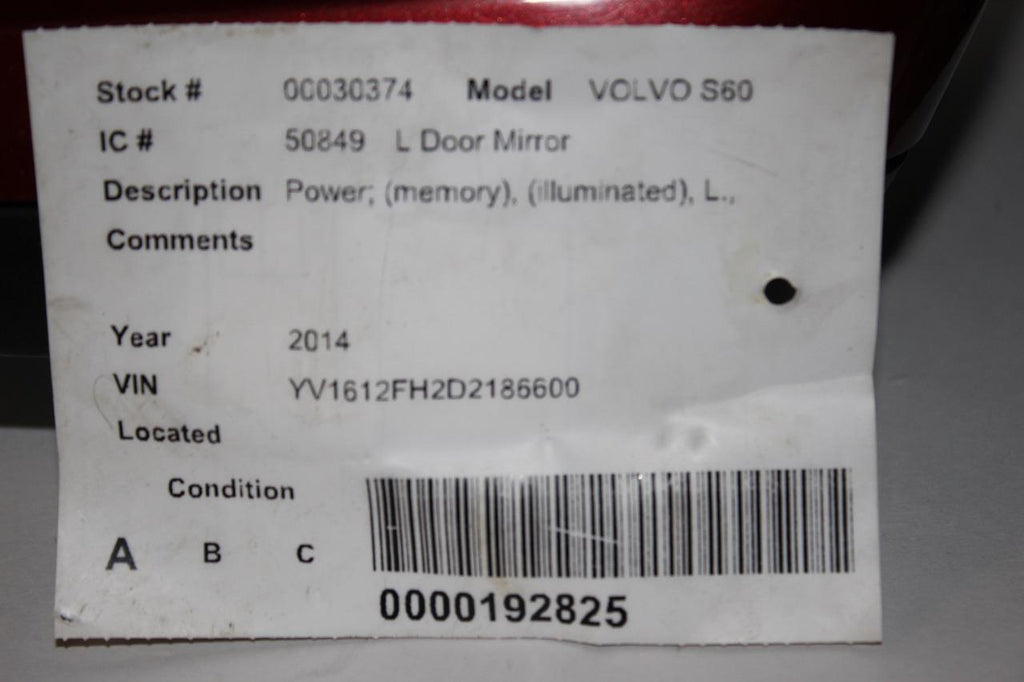 Stock # 00030374 Model VOLVO S60
IC # 50849 L Door Mirror
Description Power; (memory), (illuminated), L.,
Comments
Year 2014
VIN YV1612FH2D2186600
Located
Condition
A B C
0000192825